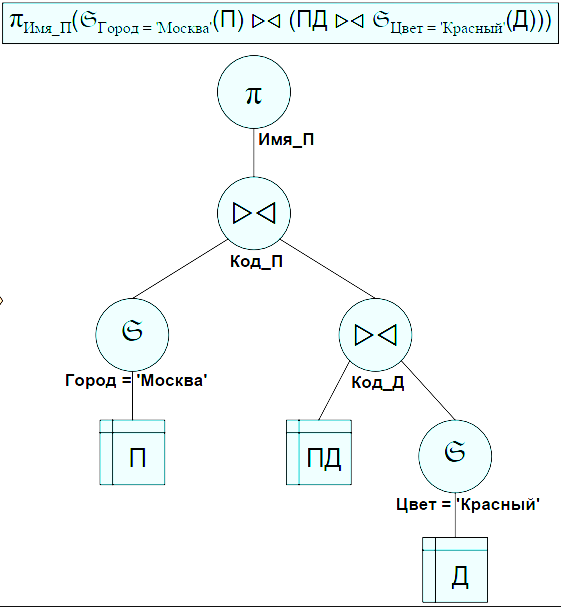 πИмя_П(𝔖Город = 'Москва'(П) ▷◁ (ПД ▷◁ 𝔖Цвет = 'Красный'(Д)))
π
Имя_П
▷◁
Код_П
𝔖
▷◁
Город = 'Москва'
Код_Д
П
ПД
𝔖
Цвет = 'Красный'
Д